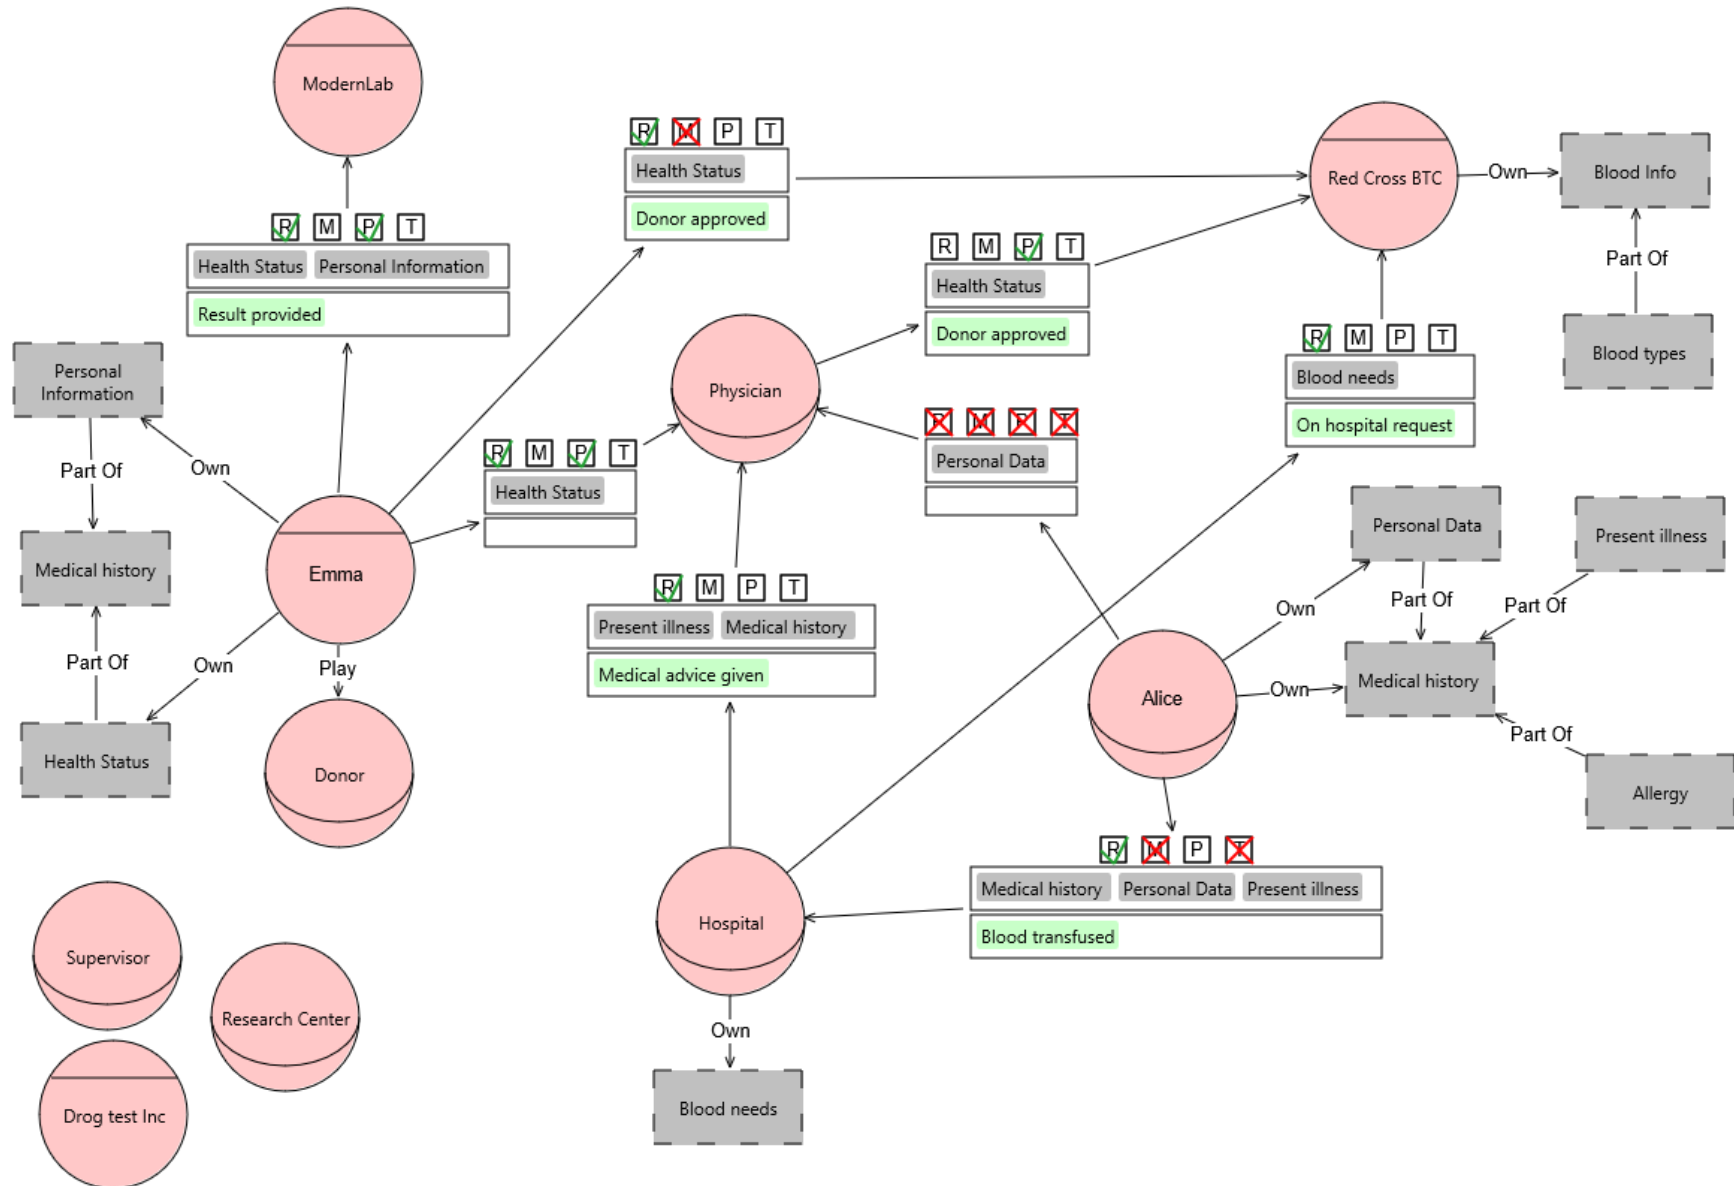 ModernLab
R M P T
Health Status Personal Information
Result provided
R M P T
Health Status
Donor approved
Red Cross BTC
Own
Blood Info
Part Of
Blood types
R M P T
Health Status
Donor approved
R M P T
Blood needs
On hospital request
Personal
Information
Part Of
Own
Medical history
Part Of
Own
Health Status
Emma
Play
Donor
R M P T
Health Status
Physician
R M P T
Personal Data
R M P T
Present illness Medical history
Medical advice given
Alice
Own
Personal Data
Part Of
Present illness
Part Of
Own
Medical history
Part Of
Allergy
R M P T
Medical history Personal Data Present illness
Blood transfused
Hospital
Own
Blood needs
Supervisor
Research Center
Drog test Inc